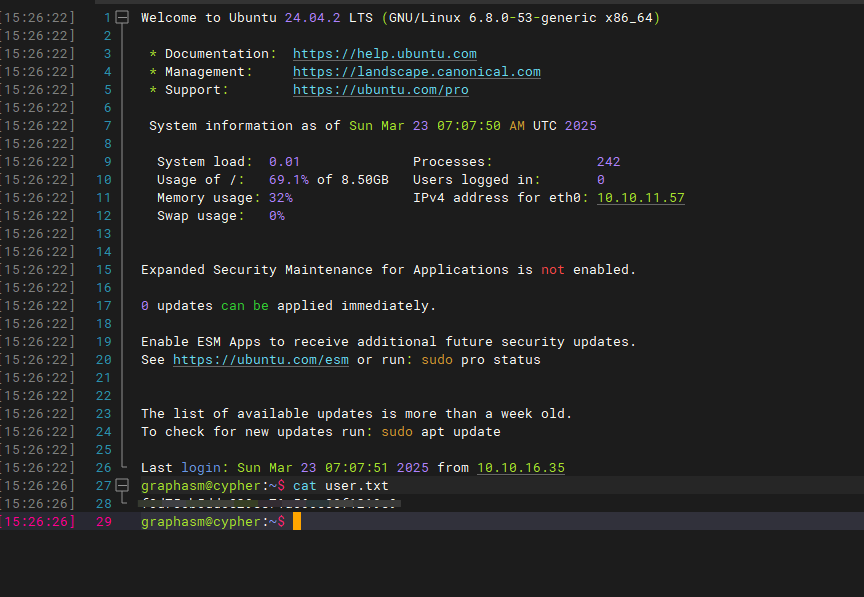 [15:26:22] 1 Welcome to Ubuntu 24.04.2 LTS (GNU/Linux 6.8.0-53-generic x86_64)
[15:26:22] 2
[15:26:22] 3 * Documentation: https://help.ubuntu.com
[15:26:22] 4 * Management: https://landscape.canonical.com
[15:26:22] 5 * Support: https://ubuntu.com/pro
[15:26:22] 6
[15:26:22] 7 System information as of Sun Mar 23 07:07:50 AM UTC 2025
[15:26:22] 8
[15:26:22] 9 System load: 0.01 Processes: 242
[15:26:22] 10 Usage of /: 69.1% of 8.50GB Users logged in: 0
[15:26:22] 11 Memory usage: 32% IPv4 address for eth0: 10.10.11.57
[15:26:22] 12 Swap usage: 0%
[15:26:22] 13
[15:26:22] 14
[15:26:22] 15 Expanded Security Maintenance for Applications is not enabled.
[15:26:22] 16
[15:26:22] 17 0 updates can be applied immediately.
[15:26:22] 18
[15:26:22] 19 Enable ESM Apps to receive additional future security updates.
[15:26:22] 20 See https://ubuntu.com/esm or run: sudo pro status
[15:26:22] 21
[15:26:22] 22
[15:26:22] 23 The list of available updates is more than a week old.
[15:26:22] 24 To check for new updates run: sudo apt update
[15:26:22] 25
[15:26:22] 26 Last login: Sun Mar 23 07:07:51 2025 from 10.10.16.35
[15:26:26] 27 graphasm@cypher:~$ cat user.txt
[15:26:26] 28
[15:26:26] 29 graphasm@cypher:~$